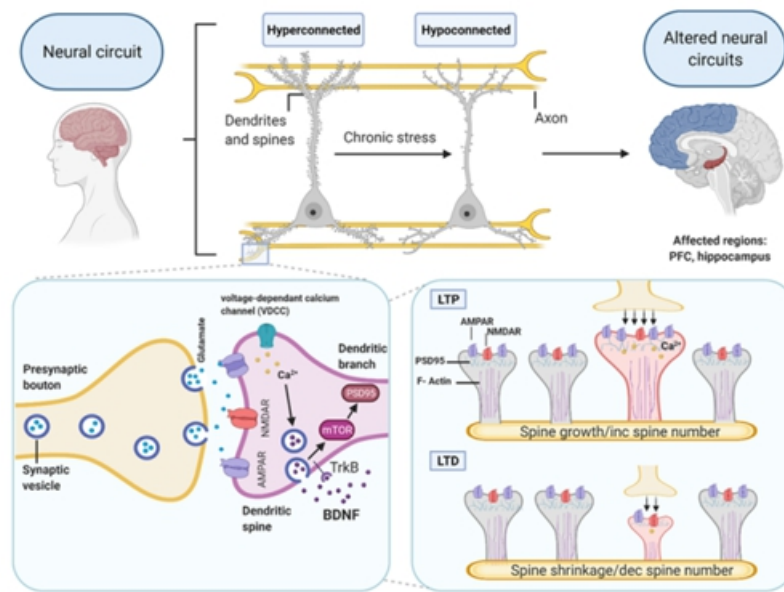 Neural circuit
Hyperconnected
Hypoconnected
Altered neural
circuits
Dendrites
and spines
Chronic stress
Axon
Affected regions:
PFC, hippocampus
voltage-dependant calcium
channel (VDCC)
Glutamate
Presynaptic
bouton
Synaptic
vesicle
Ca²⁺
Dendritic
branch
PSD95
mTOR
NMDAR
AMPAR
TrkB
BDNF
Dendritic
spine
LTP
AMPAR
NMDAR
PSD95
F- Actin
Ca²⁺
Spine growth/inc spine number
LTD
Spine shrinkage/dec spine number